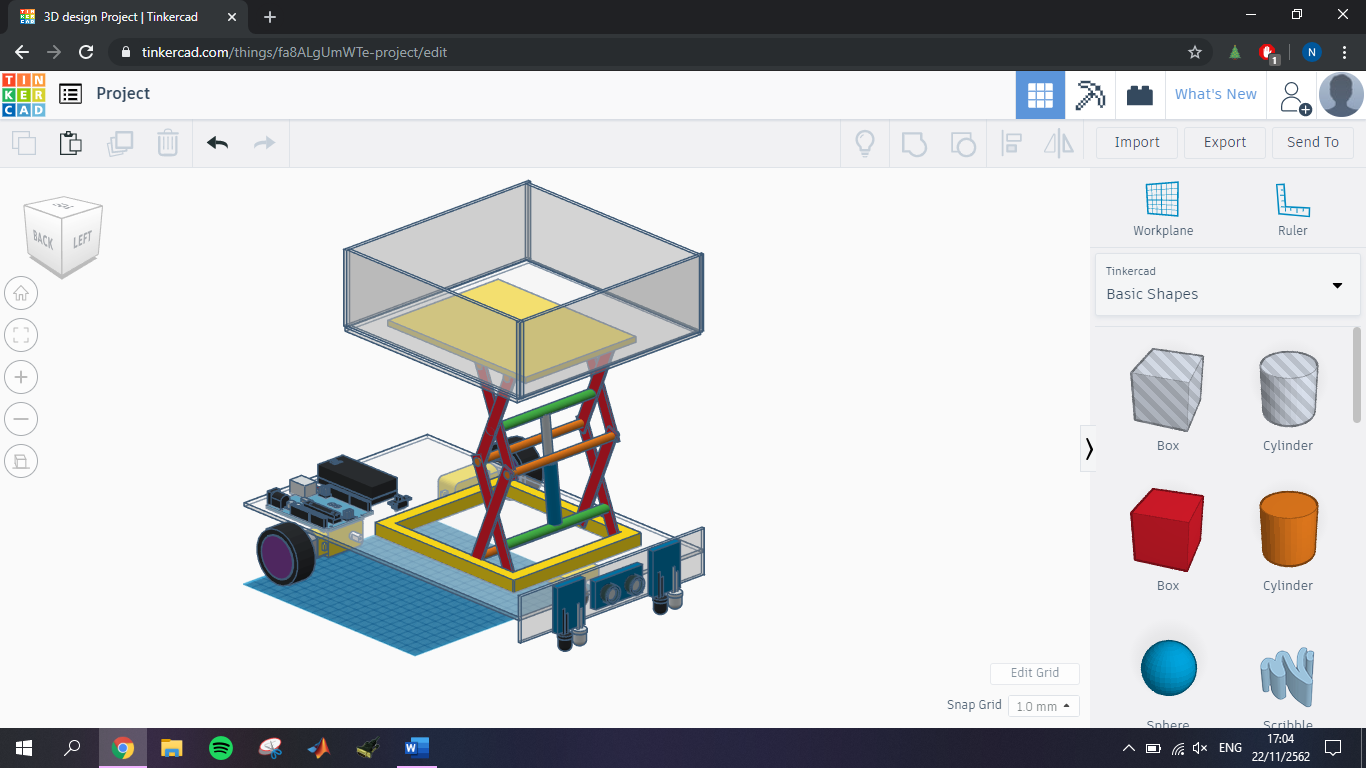 3D design Project | Tinkercad
tinkercad.com/things/fa8ALgUmWTe-project/edit
1
N
TIN
KER
CAD
Project
What's New
Import
Export
Send To
TOP
BACK
LEFT
Workplane
Ruler
Tinkercad
Basic Shapes
Box
Cylinder
Box
Cylinder
Sphere
Scribble
Edit Grid
Snap Grid
1.0 mm
W
ENG
17:04
22/11/2562